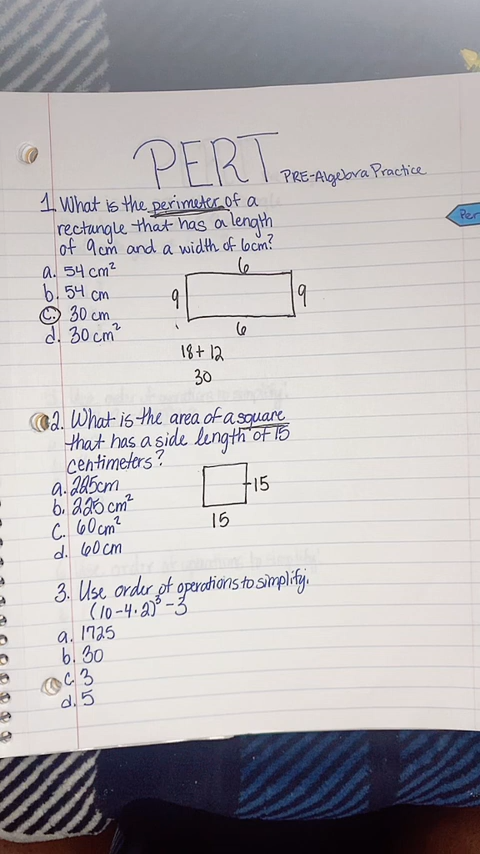 PERT
PRE-Algebra Practice
1. What is the perimeter of a
rectangle that has a length
of 9cm and a width of 6cm?
a. 54 cm²
b. 54 cm
c. 30 cm
d. 30 cm²
6
9
9
6
18 + 12
30
2. What is the area of a square
that has a side length of 15
centimeters?
a. 225cm
b. 225 cm²
c. 60 cm²
d. 60 cm
15
15
3. Use order of operations to simplify.
(10-4·2)³-3
a. 1725
b. 30
c. 3
d. 5
Per